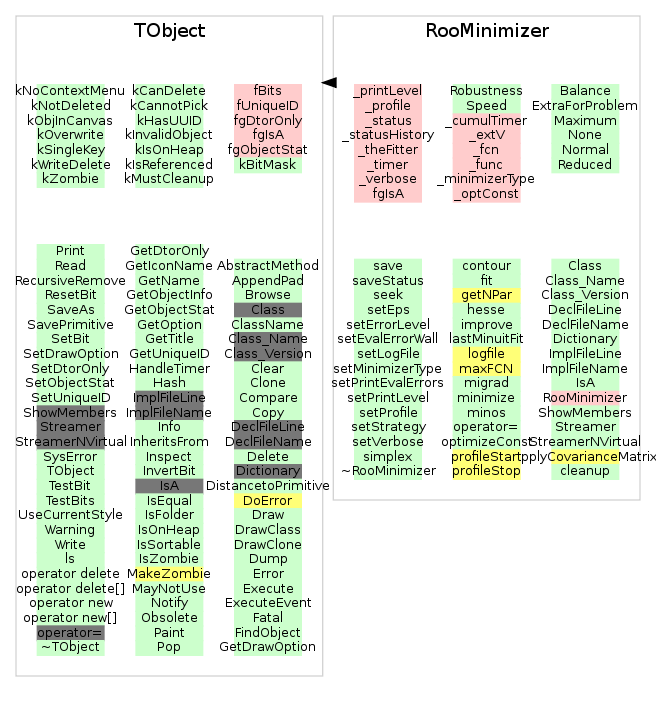 TObject
kNoContextMenu kCanDelete fBits
kNotDeleted kCannotPick fUniqueID
kObjInCanvas kHasUUID fgDtorOnly
kOverwrite kInvalidObject fgIsA
kSingleKey kIsOnHeap fgObjectStat
kWriteDelete kIsReferenced kBitMask
kZombie kMustCleanup
Print GetDtorOnly
Read GetIconName AbstractMethod
RecursiveRemove GetName AppendPad
ResetBit GetObjectInfo Browse
SaveAs GetObjectStat Class
SavePrimitive GetOption ClassName
SetBit GetTitle Class_Name
SetDrawOption GetUniqueID Class_Version
SetDtorOnly HandleTimer Clear
SetObjectStat Hash Clone
SetUniqueID ImplFileLine Compare
ShowMembers ImplFileName Copy
Streamer Info DeclFileLine
StreamerNVirtual InheritsFrom DeclFileName
SysError Inspect Delete
TObject InvertBit Dictionary
TestBit IsA DistancetoPrimitive
TestBits IsEqual DoError
UseCurrentStyle IsFolder Draw
Warning IsOnHeap DrawClass
Write IsSortable DrawClone
ls IsZombie Dump
operator delete MakeZombie Error
operator delete[] MayNotUse Execute
operator new Notify ExecuteEvent
operator new[] Obsolete Fatal
operator= Paint FindObject
~TObject Pop GetDrawOption
RooMinimizer
_printLevel Robustness Balance
_profile Speed ExtraForProblem
_status _cumulTimer Maximum
_statusHistory _extV None
_theFitter _fcn Normal
_timer _func Reduced
_verbose _minimizerType
fgIsA _optConst
save contour Class
saveStatus fit Class_Name
seek getNPar Class_Version
setEps hesse DeclFileLine
setErrorLevel improve DeclFileName
setEvalErrorWall lastMinuitFit Dictionary
setLogFile logfile ImplFileLine
setMinimizerType maxFCN ImplFileName
setPrintEvalErrors migrad IsA
setPrintLevel minimize RooMinimizer
setProfile minos ShowMembers
setStrategy operator= Streamer
setVerbose optimizeConst StreamerNVirtual
simplex profileStart pplyCovarianceMatrix
~RooMinimizer profileStop cleanup